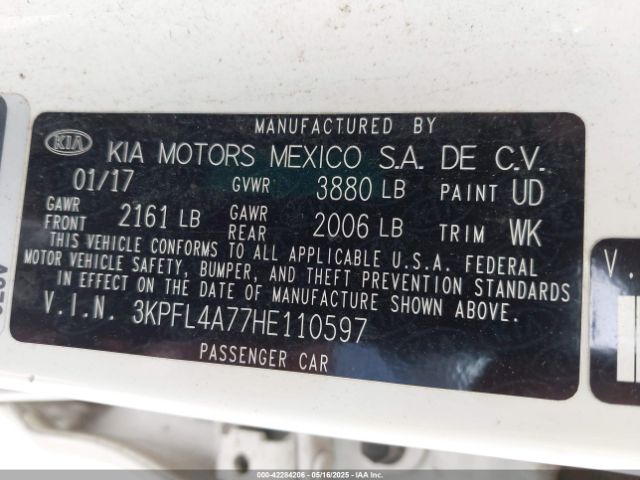 MANUFACTURED BY
KIA KIA MOTORS MEXICO S.A. DE C.V.
01/17 GVWR 3880 LB PAINT UD
GAWR FRONT 2161 LB GAWR REAR 2006 LB TRIM WK
THIS VEHICLE CONFORMS TO ALL APPLICABLE U.S.A. FEDERAL
MOTOR VEHICLE SAFETY, BUMPER, AND THEFT PREVENTION STANDARDS
IN EFFECT ON THE DATE OF MANUFACTURE SHOWN ABOVE.
V.I.N. 3KPFL4A77HE110597
PASSENGER CAR
V.
000-42284206 - 05/16/2025 - IAA Inc.